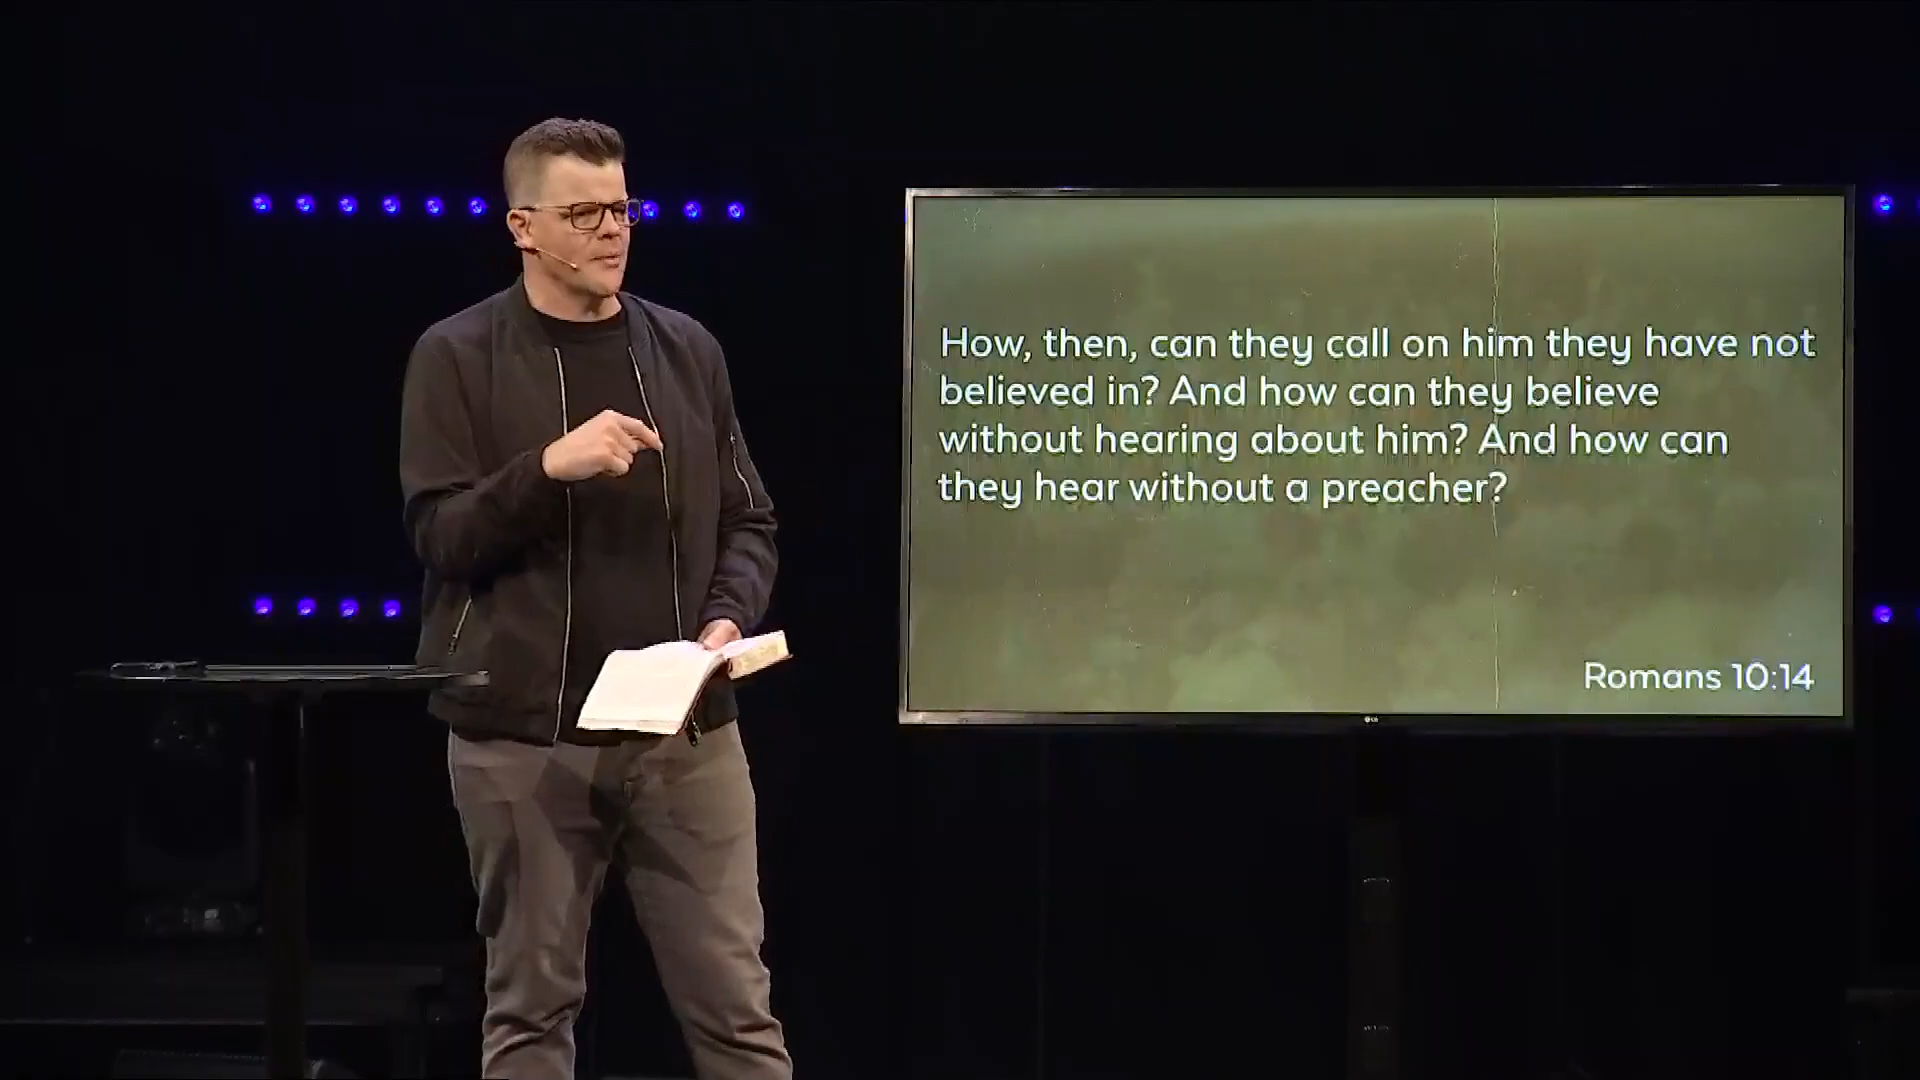 How, then, can they call on him they have not
believed in? And how can they believe
without hearing about him? And how can
they hear without a preacher?
Romans 10:14
LG